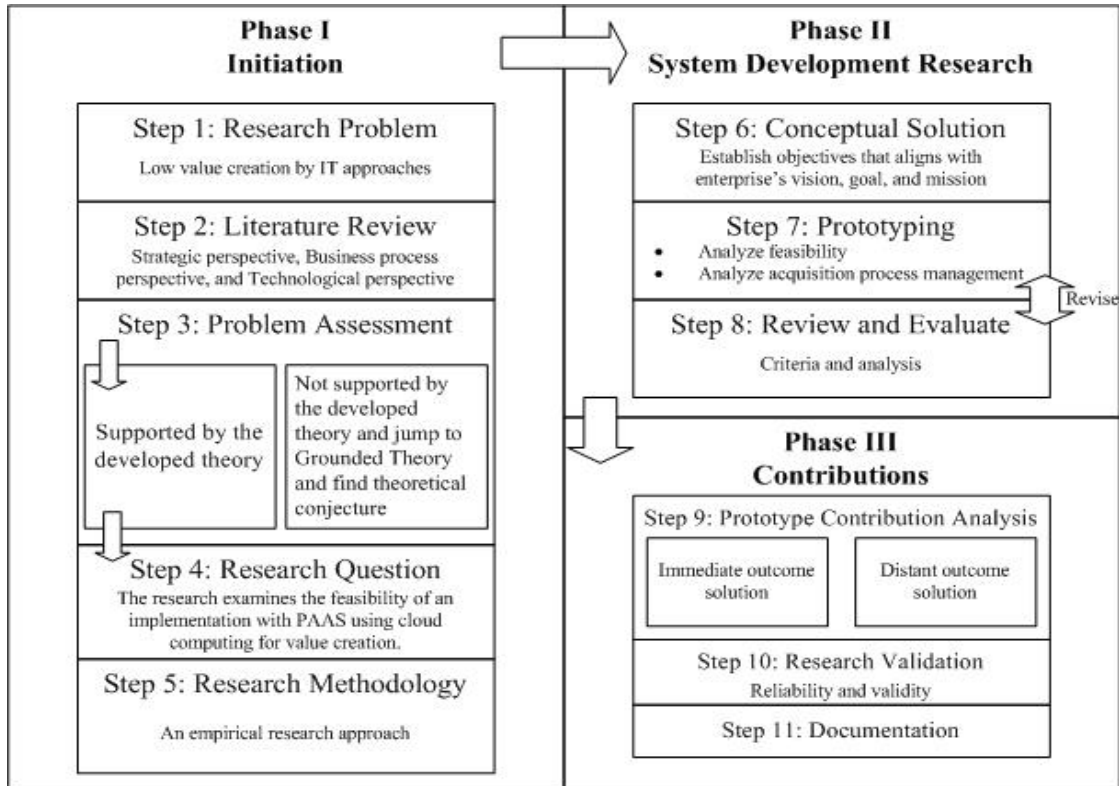 Phase I
Initiation
Step 1: Research Problem
Low value creation by IT approaches
Step 2: Literature Review
Strategic perspective, Business process
perspective, and Technological perspective
Step 3: Problem Assessment
Supported by the
developed theory
Not supported by
the developed
theory and jump to
Grounded Theory
and find theoretical
conjecture
Step 4: Research Question
The research examines the feasibility of an
implementation with PAAS using cloud
computing for value creation.
Step 5: Research Methodology
An empirical research approach
Phase II
System Development Research
Step 6: Conceptual Solution
Establish objectives that aligns with
enterprise's vision, goal, and mission
Step 7: Prototyping
• Analyze feasibility
• Analyze acquisition process management
Revise
Step 8: Review and Evaluate
Criteria and analysis
Phase III
Contributions
Step 9: Prototype Contribution Analysis
Immediate outcome
solution
Distant outcome
solution
Step 10: Research Validation
Reliability and validity
Step 11: Documentation